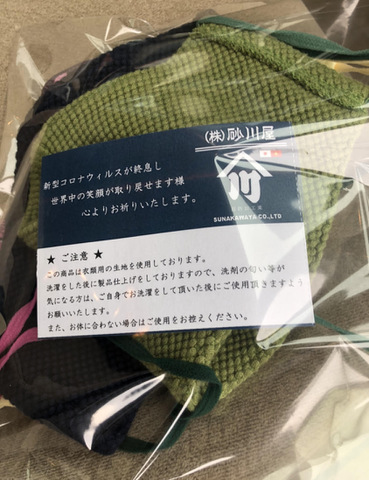 (株)砂川屋
新型コロナウィルスが終息し
世界中の笑顔が取り戻せます様
心よりお祈りいたします。
川
SUNAKAWAYA CO.,LTD
★ ご注意 ★
この商品は衣類用の生地を使用しております。
洗濯をした後に製品仕上げをしておりますので、洗剤の匂い等が
気になる方は、ご自身でお洗濯をして頂いた後にご使用頂きますよう
お願いいたします。
また、お体に合わない場合はご使用をお控えください。